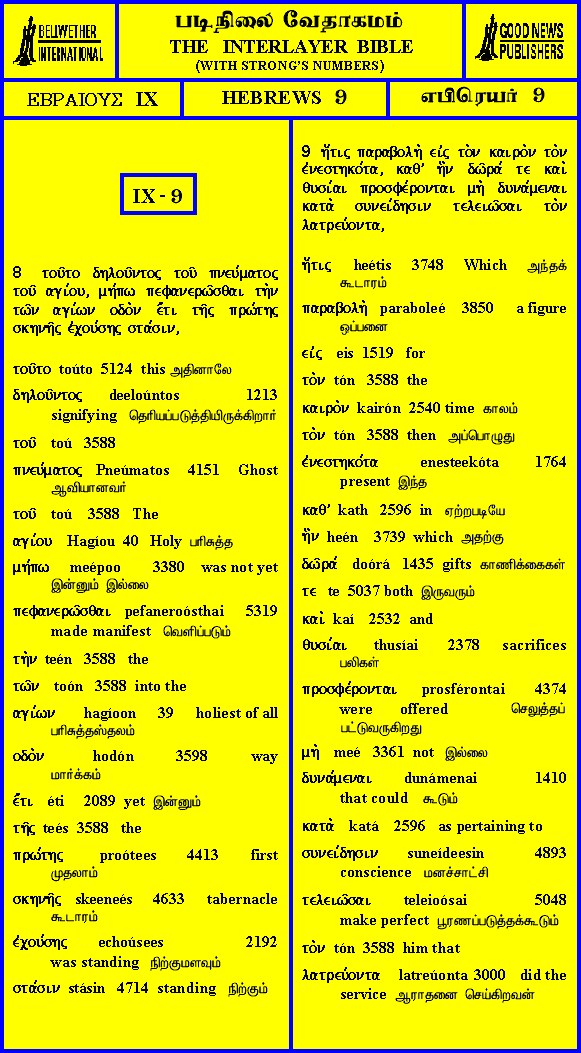 BELLWETHER
INTERNATIONAL
படிநிலை வேதாகமம்
THE INTERLAYER BIBLE
(WITH STRONG'S NUMBERS)
GOOD NEWS
PUBLISHERS
ΕΒΡΑΙΟΥΣ IX
HEBREWS 9
எபிரெயர் 9
IX - 9
8 τοῦτο δηλοῦντος τοῦ πνεύματος
τοῦ αγίου, μήπω πεφανερῶσθαι τὴν
τῶν αγίων οδὸν ἔτι τῆς πρώτης
σκηνῆς ἐχούσης στάσιν,
τοῦτο toúto 5124 this அதினாலே
δηλοῦντος deeloúntos 1213
signifying தெரியப்படுத்தியிருக்கிறார்
τοῦ toú 3588
πνεύματος Pneúmatos 4151 Ghost
ஆவியானவர்
τοῦ toú 3588 The
αγίου Hagíou 40 Holy பரிசுத்த
μήπω meépoo 3380 was not yet
இன்னும் இல்லை
πεφανερῶσθαι pefaneroósthai 5319
made manifest வெளிப்படும்
τὴν teén 3588 the
τῶν toón 3588 into the
αγίων hagíoon 39 holiest of all
பரிசுத்தஸ்தலம்
οδὸν hodón 3598 way
மார்க்கம்
ἔτι éti 2089 yet இன்னும்
τῆς teés 3588 the
πρώτης proótees 4413 first
முதலாம்
σκηνῆς skeeneés 4633 tabernacle
கூடாரம்
ἐχούσης echoúsees 2192
was standing நிற்குமளவும்
στάσιν stásin 4714 standing நிற்கும்
9 ἥτις παραβολὴ εἰς τὸν καιρὸν τὸν
ἐνεστηκότα, καθ' ἣν δῶρά τε καὶ
θυσίαι προσφέρονται μὴ δυνάμεναι
κατὰ συνείδησιν τελειῶσαι τὸν
λατρεύοντα,
ἥτις heétis 3748 Which அந்தக்
கூடாரம்
παραβολὴ paraboleé 3850 a figure
ஒப்பனை
εἰς eis 1519 for
τὸν tón 3588 the
καιρὸν kairón 2540 time காலம்
τὸν tón 3588 then அப்பொழுது
ἐνεστηκότα enesteekóta 1764
present இந்த
καθ' kath 2596 in ஏற்றபடியே
ἣν heén 3739 which அதற்கு
δῶρά doórá 1435 gifts காணிக்கைகள்
τε te 5037 both இருவரும்
καὶ kaí 2532 and
θυσίαι thusíai 2378 sacrifices
பலிகள்
προσφέρονται prosférontai 4374
were offered செலுத்தப்
பட்டுவருகிறது
μὴ meé 3361 not இல்லை
δυνάμεναι dunámenai 1410
that could கூடும்
κατὰ katá 2596 as pertaining to
συνείδησιν suneídeesin 4893
conscience மனச்சாட்சி
τελειῶσαι teleioósai 5048
make perfect பூரணப்படுத்தக்கூடும்
τὸν tón 3588 him that
λατρεύοντα latreúonta 3000 did the
service ஆராதனை செய்கிறவன்